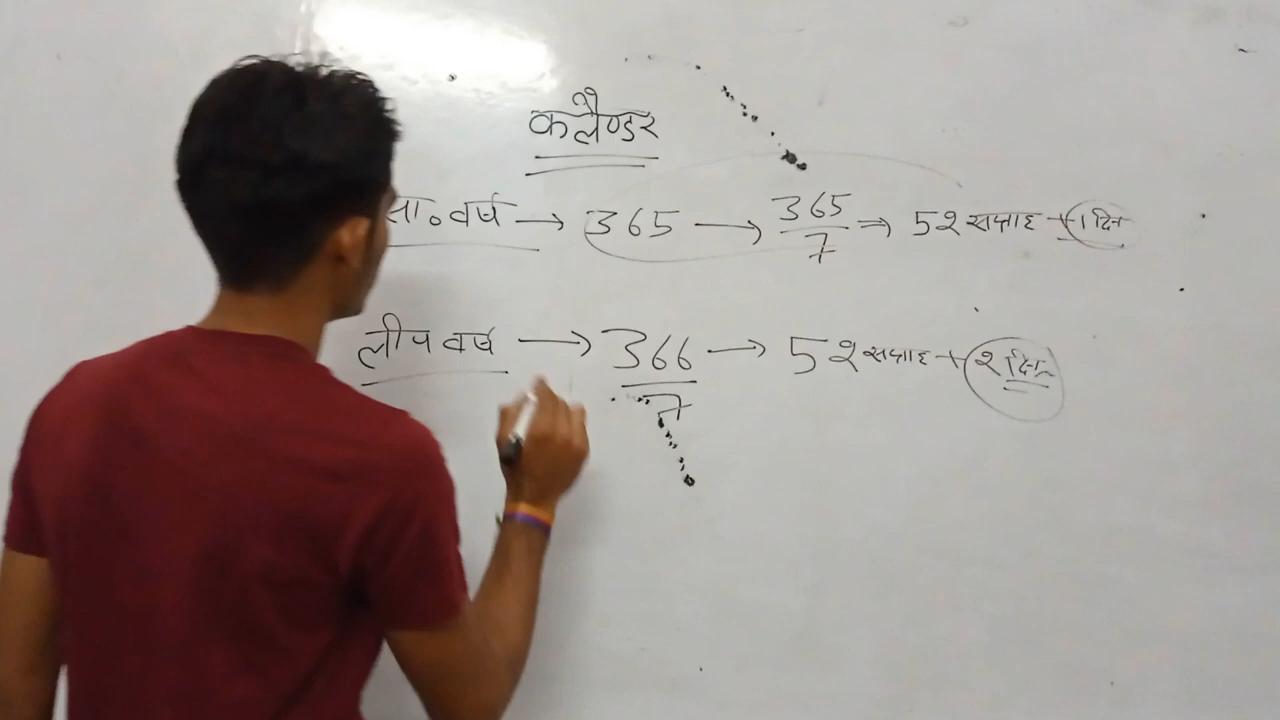 कलैण्डर
सा०वर्ष → 365 → 365/7 ⇒ 52 सप्ताह + 1 दिन
लीप वर्ष → 366/7 → 52 सप्ताह + 2 दिन